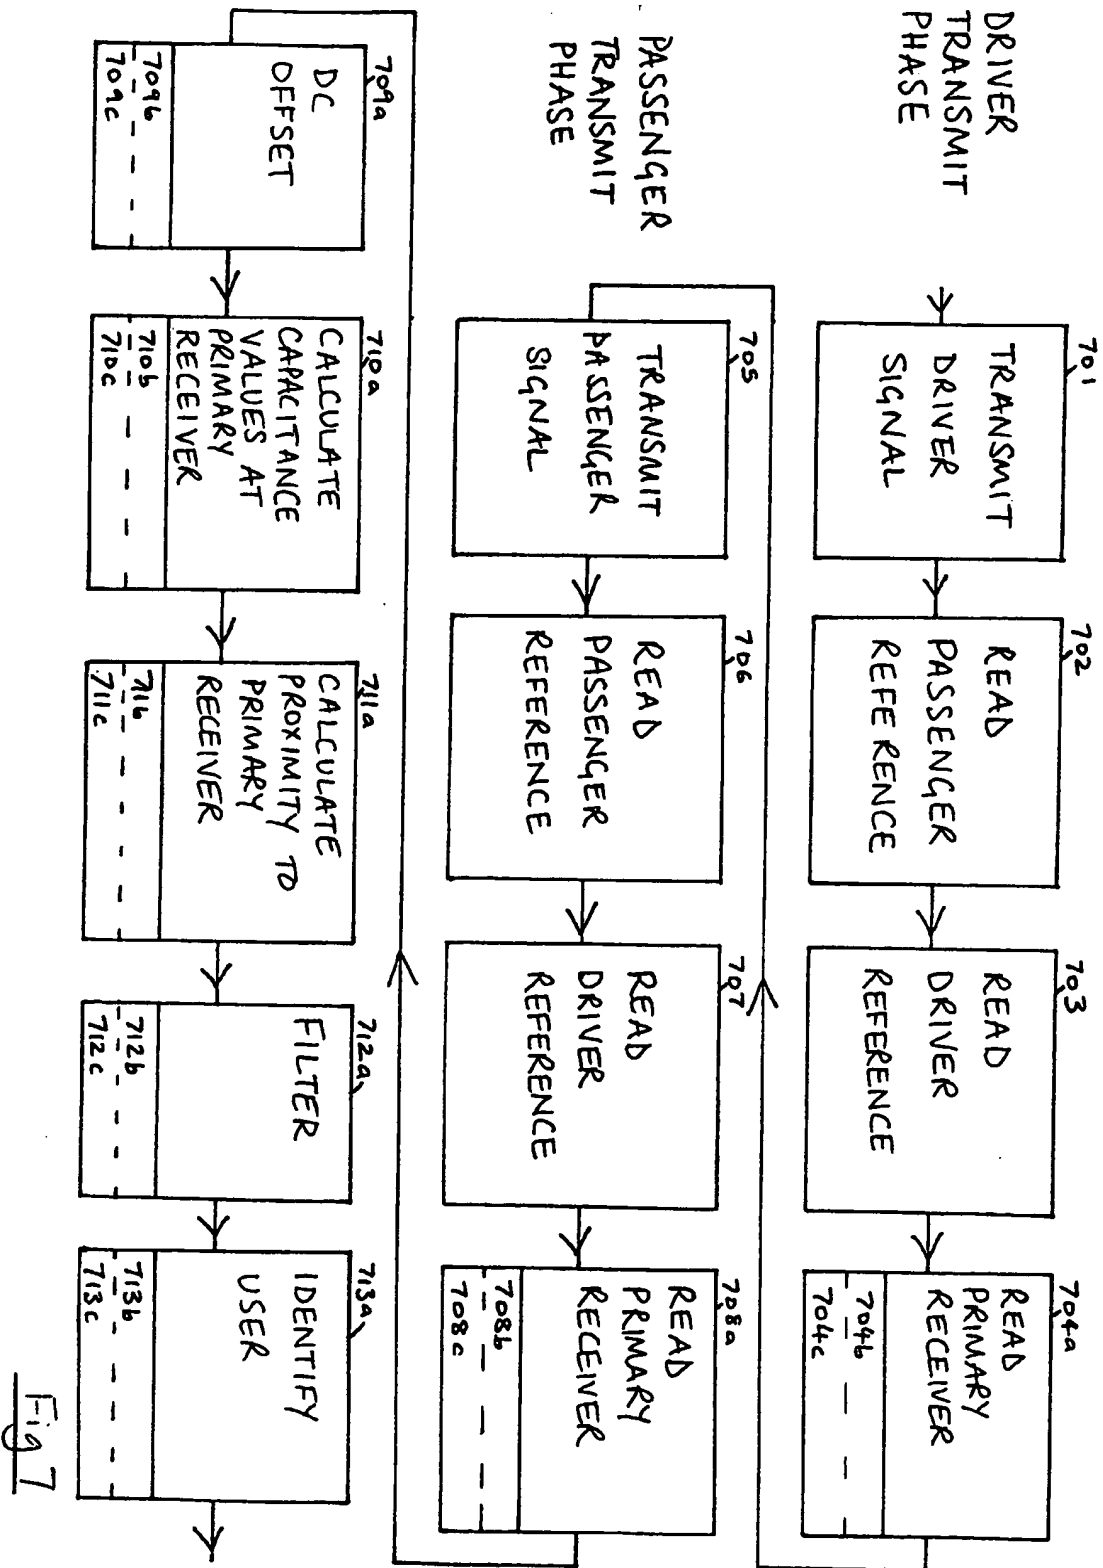 DRIVER
TRANSMIT
PHASE
701
TRANSMIT
DRIVER
SIGNAL
702
READ
PASSENGER
REFERENCE
703
READ
DRIVER
REFERENCE
704a
READ
PRIMARY
RECEIVER
704b
704c
PASSENGER
TRANSMIT
PHASE
705
TRANSMIT
PASSENGER
SIGNAL
706
READ
PASSENGER
REFERENCE
707
READ
DRIVER
REFERENCE
708a
READ
PRIMARY
RECEIVER
708b
708c
709a
DC
OFFSET
709b
709c
710a
CALCULATE
CAPACITANCE
VALUES AT
PRIMARY
RECEIVER
710b
710c
711a
CALCULATE
PROXIMITY TO
PRIMARY
RECEIVER
711b
711c
712a
FILTER
712b
712c
713a
IDENTIFY
USER
713b
713c
Fig 7